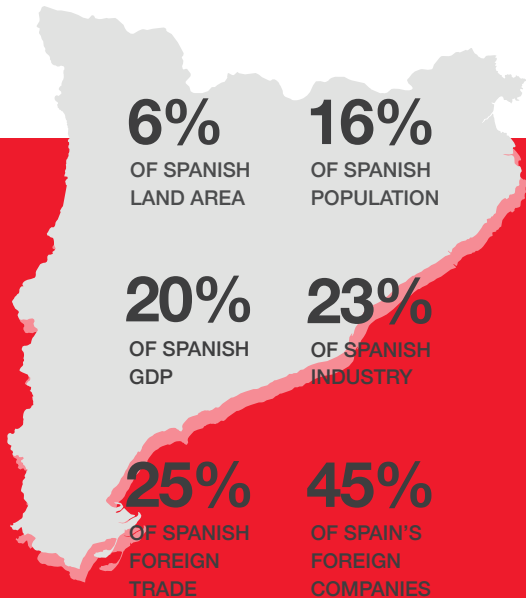 6%
OF SPANISH
LAND AREA
16%
OF SPANISH
POPULATION
20%
OF SPANISH
GDP
23%
OF SPANISH
INDUSTRY
25%
OF SPANISH
FOREIGN
TRADE
45%
OF SPAIN'S
FOREIGN
COMPANIES